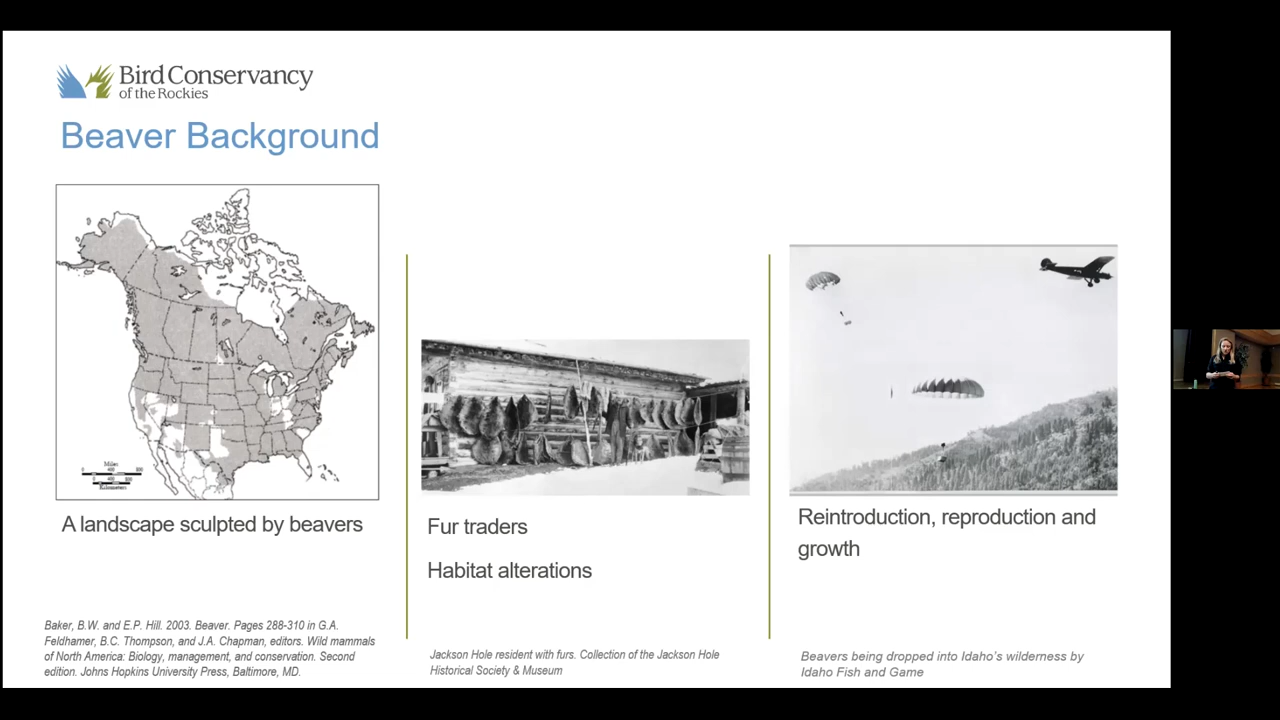 Bird Conservancy
of the Rockies
Beaver Background
Miles
Kilometers
A landscape sculpted by beavers
Baker, B.W. and E.P. Hill. 2003. Beaver. Pages 288-310 in G.A.
Feldhamer, B.C. Thompson, and J.A. Chapman, editors. Wild mammals
of North America: Biology, management, and conservation. Second
edition. Johns Hopkins University Press, Baltimore, MD.
Fur traders
Habitat alterations
Jackson Hole resident with furs. Collection of the Jackson Hole
Historical Society & Museum
Reintroduction, reproduction and
growth
Beavers being dropped into Idaho's wilderness by
Idaho Fish and Game